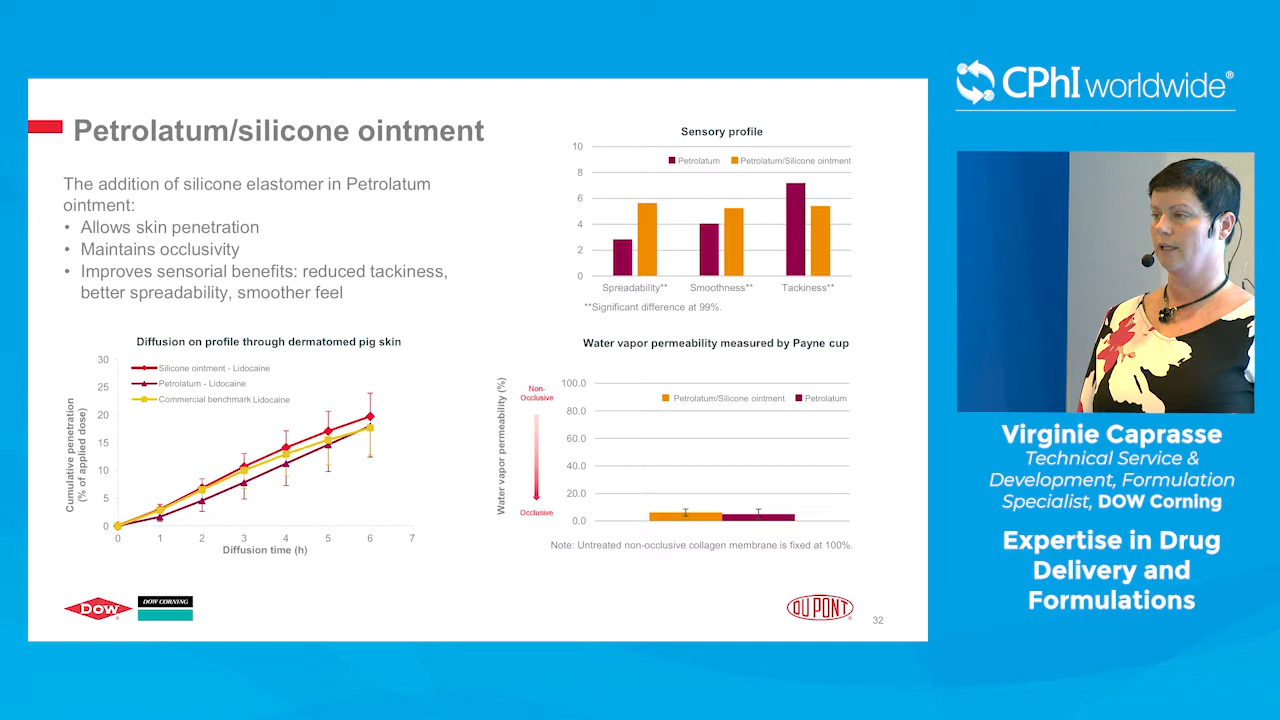 Petrolatum/silicone ointment
The addition of silicone elastomer in Petrolatum
ointment:
• Allows skin penetration
• Maintains occlusivity
• Improves sensorial benefits: reduced tackiness,
better spreadability, smoother feel
Sensory profile
10
8
6
4
2
0
Petrolatum
Petrolatum/Silicone ointment
Spreadability**
Smoothness**
Tackiness**
**Significant difference at 99%.
Diffusion on profile through dermatomed pig skin
Cumulative penetration
(% of applied dose)
30
25
20
15
10
5
0
Silicone ointment - Lidocaine
Petrolatum - Lidocaine
Commercial benchmark Lidocaine
0 1 2 3 4 5 6 7
Diffusion time (h)
Water vapor permeability measured by Payne cup
Water vapor permeability (%)
Non-
Occlusive
Occlusive
100.0
80.0
60.0
40.0
20.0
0.0
Petrolatum/Silicone ointment
Petrolatum
Note: Untreated non-occlusive collagen membrane is fixed at 100%.
DOW
DOW CORNING
DUPONT
32
CPhI worldwide®
Virginie Caprasse
Technical Service &
Development, Formulation
Specialist, DOW Corning
Expertise in Drug
Delivery and
Formulations